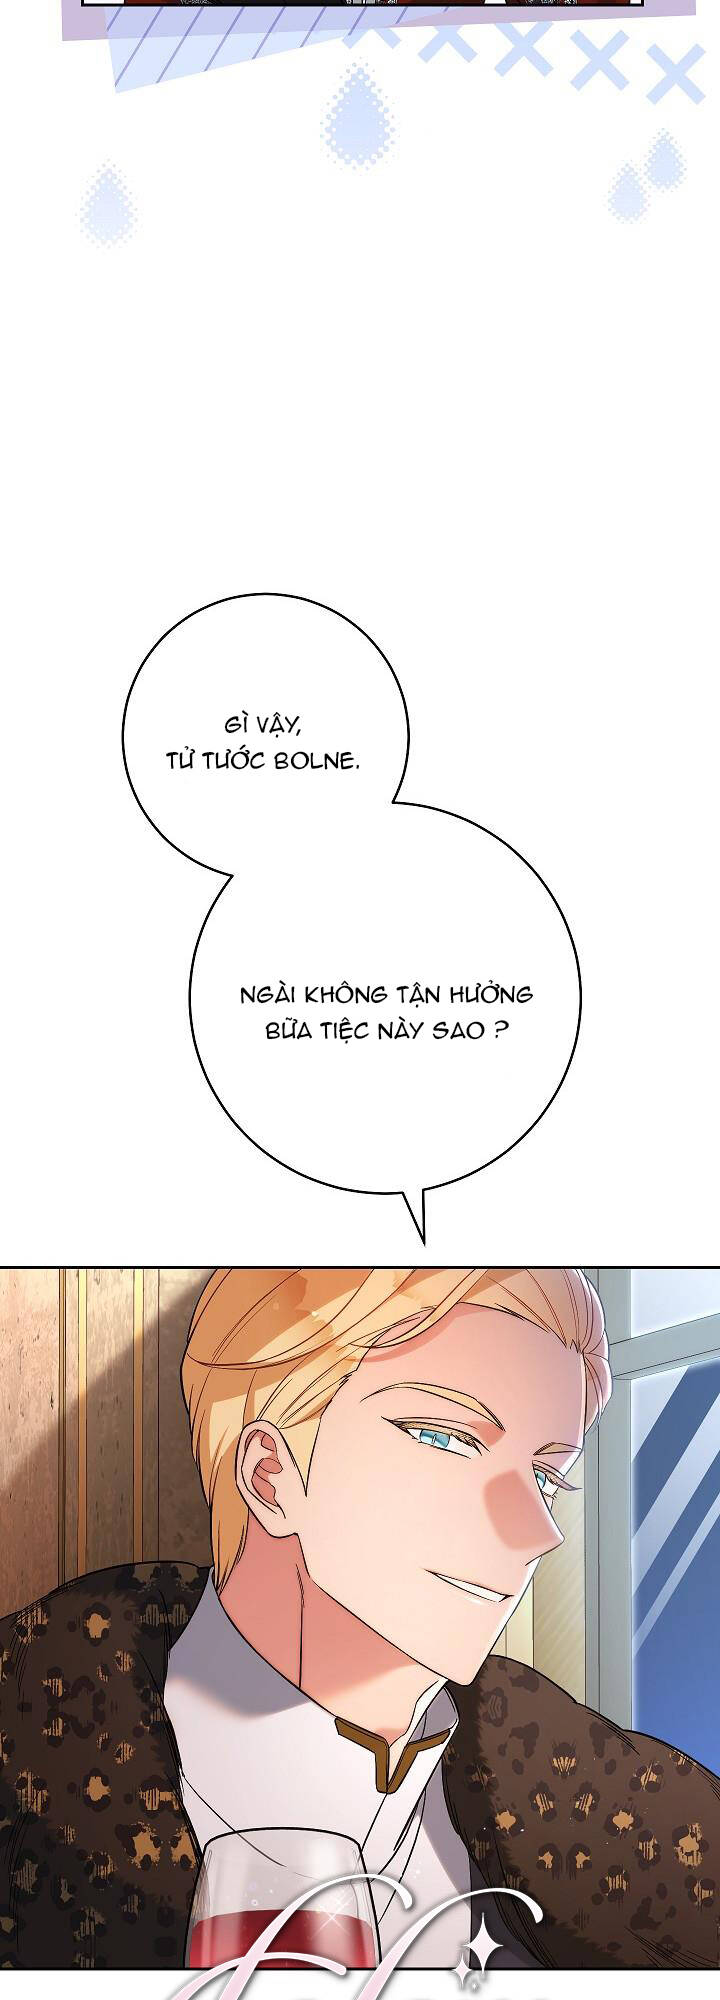 GÌ VẬY,
TỬ TƯỚC BOLNE.
NGÀI KHÔNG TẬN HƯỞNG
BỮA TIỆC NÀY SAO ?